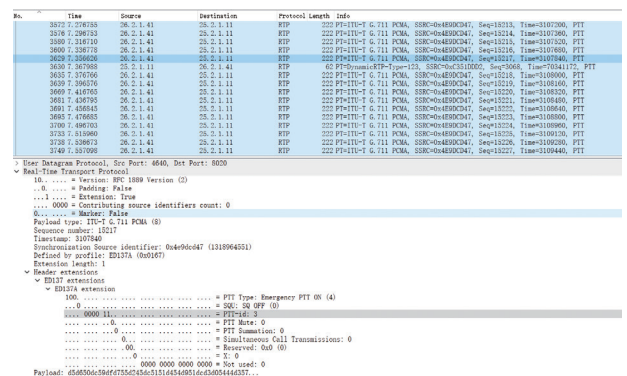 No. Time Source Destination Protocol Length Info
3572 7.276755 26.2.1.41 25.2.1.11 RTP 222 PT=ITU-T G.711 PCMA, SSRC=0x4E9DCD47, Seq=15213, Time=3107200, PTT
3576 7.296753 26.2.1.41 25.2.1.11 RTP 222 PT=ITU-T G.711 PCMA, SSRC=0x4E9DCD47, Seq=15214, Time=3107360, PTT
3580 7.316710 26.2.1.41 25.2.1.11 RTP 222 PT=ITU-T G.711 PCMA, SSRC=0x4E9DCD47, Seq=15215, Time=3107520, PTT
3600 7.336778 26.2.1.41 25.2.1.11 RTP 222 PT=ITU-T G.711 PCMA, SSRC=0x4E9DCD47, Seq=15216, Time=3107680, PTT
3629 7.356626 26.2.1.41 25.2.1.11 RTP 222 PT=ITU-T G.711 PCMA, SSRC=0x4E9DCD47, Seq=15217, Time=3107840, PTT
3630 7.367988 25.2.1.11 26.2.1.41 RTP 62 PT=DynamicRTP-Type-123, Seq=3068, Time=70341172, PTT
3635 7.376766 26.2.1.41 25.2.1.11 RTP 222 PT=ITU-T G.711 PCMA, SSRC=0x4E9DCD47, Seq=15218, Time=3108000, PTT
3639 7.396576 26.2.1.41 25.2.1.11 RTP 222 PT=ITU-T G.711 PCMA, SSRC=0x4E9DCD47, Seq=15219, Time=3108160, PTT
3669 7.416765 26.2.1.41 25.2.1.11 RTP 222 PT=ITU-T G.711 PCMA, SSRC=0x4E9DCD47, Seq=15220, Time=3108320, PTT
3681 7.436795 26.2.1.41 25.2.1.11 RTP 222 PT=ITU-T G.711 PCMA, SSRC=0x4E9DCD47, Seq=15221, Time=3108480, PTT
3691 7.456845 26.2.1.41 25.2.1.11 RTP 222 PT=ITU-T G.711 PCMA, SSRC=0x4E9DCD47, Seq=15222, Time=3108640, PTT
3695 7.476685 26.2.1.41 25.2.1.11 RTP 222 PT=ITU-T G.711 PCMA, SSRC=0x4E9DCD47, Seq=15223, Time=3108800, PTT
3700 7.496703 26.2.1.41 25.2.1.11 RTP 222 PT=ITU-T G.711 PCMA, SSRC=0x4E9DCD47, Seq=15224, Time=3108960, PTT
3733 7.515960 26.2.1.41 25.2.1.11 RTP 222 PT=ITU-T G.711 PCMA, SSRC=0x4E9DCD47, Seq=15225, Time=3109120, PTT
3738 7.536673 26.2.1.41 25.2.1.11 RTP 222 PT=ITU-T G.711 PCMA, SSRC=0x4E9DCD47, Seq=15226, Time=3109280, PTT
3749 7.557098 26.2.1.41 25.2.1.11 RTP 222 PT=ITU-T G.711 PCMA, SSRC=0x4E9DCD47, Seq=15227, Time=3109440, PTT
User Datagram Protocol, Src Port: 4640, Dst Port: 8020
Real-Time Transport Protocol
10.. .... = Version: RFC 1889 Version (2)
..0. .... = Padding: False
...1 .... = Extension: True
.... 0000 = Contributing source identifiers count: 0
0... .... = Marker: False
Payload type: ITU-T G.711 PCMA (8)
Sequence number: 15217
Timestamp: 3107840
Synchronization Source identifier: 0x4e9dcd47 (1318964551)
Defined by profile: ED137A (0x0167)
Extension length: 1
Header extensions
ED137 extensions
ED137A extension
100. .... .... .... .... .... .... .... = PTT Type: Emergency PTT ON (4)
...0 .... .... .... .... .... .... .... = SQU: SQ OFF (0)
.... 0000 11.. .... .... .... .... .... = PTT-id: 3
.... .... ..0. .... .... .... .... .... = PTT Mute: 0
.... .... ...0 .... .... .... .... .... = PTT Summation: 0
.... .... .... 0... .... .... .... .... = Simultaneous Call Transmissions: 0
.... .... .... .00. .... .... .... .... = Reserved: 0x0 (0)
.... .... .... ...0 .... .... .... .... = X: 0
.... .... .... .... 0000 0000 0000 0000 = Not used: 0
Payload: